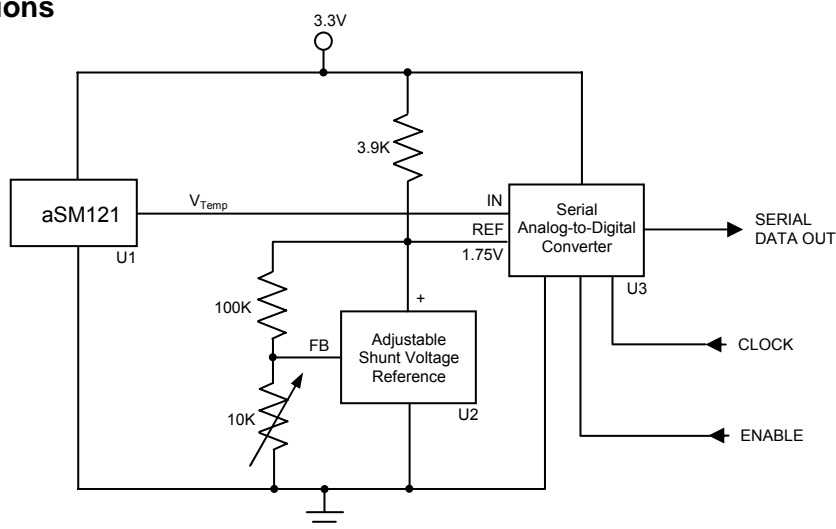 ions
3.3V
3.9K
aSM121
U1
VTemp
IN
REF
1.75V
Serial
Analog-to-Digital
Converter
U3
SERIAL
DATA OUT
100K
FB
10K
+
Adjustable
Shunt Voltage
Reference
U2
CLOCK
ENABLE